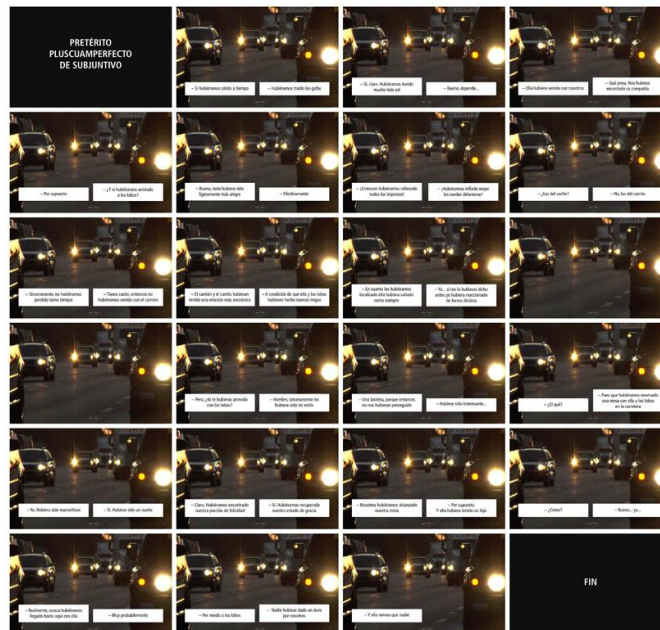 PRETÉRITO
PLUSCUAMPERFECTO
DE SUBJUNTIVO
– Si hubiéramos salido a tiempo
– Hubiéramos traído las gafas
– Sí, claro. Hubiéramos tenido
mucho más sol
– Bueno, depende...
– Ella hubiera venido con nosotros
– Qué pena. Nos hubiera
encantado su compañía
– Por supuesto
– ¿Y si hubiéramos avisado
a los lobos?
– Bueno, todo hubiera sido
ligeramente más alegre
– Efectivamente
– ¡Entonces hubiéramos rellenado
todos los impresos!
– ¡Hubiéramos inflado mejor
las ruedas delanteras!
– ¿Las del coche?
– No, las del carrito
– Sinceramente, no hubiéramos
perdido tanto tiempo
– Tienes razón, entonces no
hubiéramos venido con el camión
– El camión y el carrito hubieran
tenido una relación más sincrónica
– A condición de que ella y los lobos
hubiesen hecho buenas migas
– En cuanto los hubiéramos
localizado ella hubiera saltado
como siempre
– Ya... si me lo hubieras dicho
antes yo hubiera reaccionado
de forma distinta
– Pero, ¿tú te hubieras atrevido
con los lobos?
– Hombre, sinceramente no
hubiese sido mi estilo
– Una lástima, porque entonces
no nos hubieran perseguido
– Hubiese sido interesante...
– ¿El qué?
– Pues que hubiéramos reservado
una mesa con ella y los lobos
en la carretera
– Ya. Hubiera sido maravilloso
– Sí. Hubiese sido un sueño
– Claro. Hubiéramos encontrado
nuestra porción de felicidad
– Sí. Hubiéramos recuperado
nuestro estado de gracia
– Nosotros hubiéramos alcanzado
nuestra meta
– Por supuesto.
Y ella hubiera tenido un hijo
– ¿Cómo?
– Bueno... yo...
– Realmente, nunca hubiéramos
llegado hasta aquí con ella
– Muy probablemente
– Por miedo a los lobos
– Nadie hubiese dado un duro
por nosotros
– Y ella menos que nadie
FIN